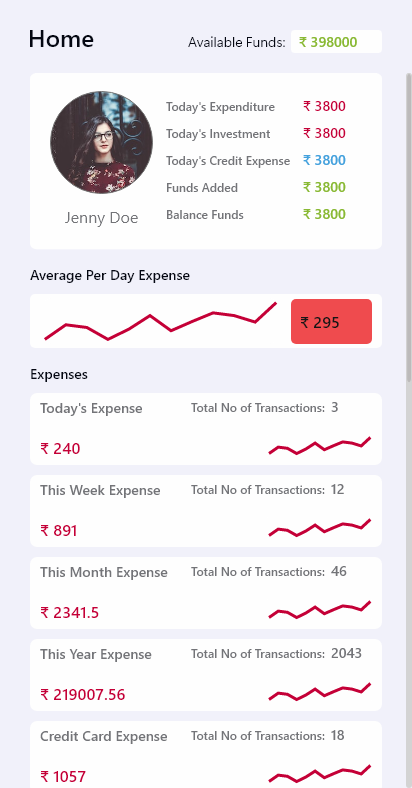 Home
Available Funds: ₹ 398000
Today's Expenditure ₹ 3800
Today's Investment ₹ 3800
Today's Credit Expense ₹ 3800
Funds Added ₹ 3800
Balance Funds ₹ 3800
Jenny Doe
Average Per Day Expense
₹ 295
Expenses
Today's Expense Total No of Transactions: 3
₹ 240
This Week Expense Total No of Transactions: 12
₹ 891
This Month Expense Total No of Transactions: 46
₹ 2341.5
This Year Expense Total No of Transactions: 2043
₹ 219007.56
Credit Card Expense Total No of Transactions: 18
₹ 1057